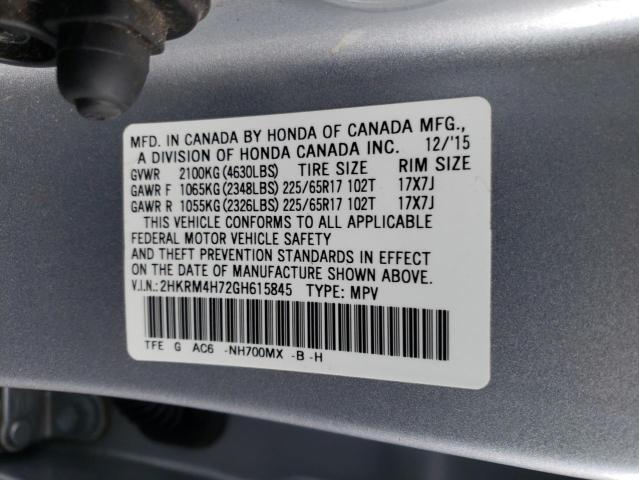 MFD. IN CANADA BY HONDA OF CANADA MFG.,
A DIVISION OF HONDA CANADA INC. 12/'15
GVWR 2100KG (4630LBS) TIRE SIZE RIM SIZE
GAWR F 1065KG (2348LBS) 225/65R17 102T 17X7J
GAWR R 1055KG (2326LBS) 225/65R17 102T 17X7J
THIS VEHICLE CONFORMS TO ALL APPLICABLE
FEDERAL MOTOR VEHICLE SAFETY
AND THEFT PREVENTION STANDARDS IN EFFECT
ON THE DATE OF MANUFACTURE SHOWN ABOVE.
V.I.N.: 2HKRM4H72GH615845 TYPE: MPV
TFE G AC6 -NH700MX -B -H